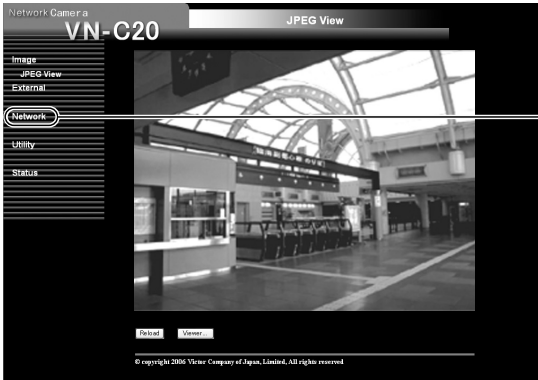 Network Camera
VN-C20
JPEG View
Image
JPEG View
External
Network
Utility
Status
Reload
Viewer...
© copyright 2006 Victor Company of Japan, Limited, All rights reserved